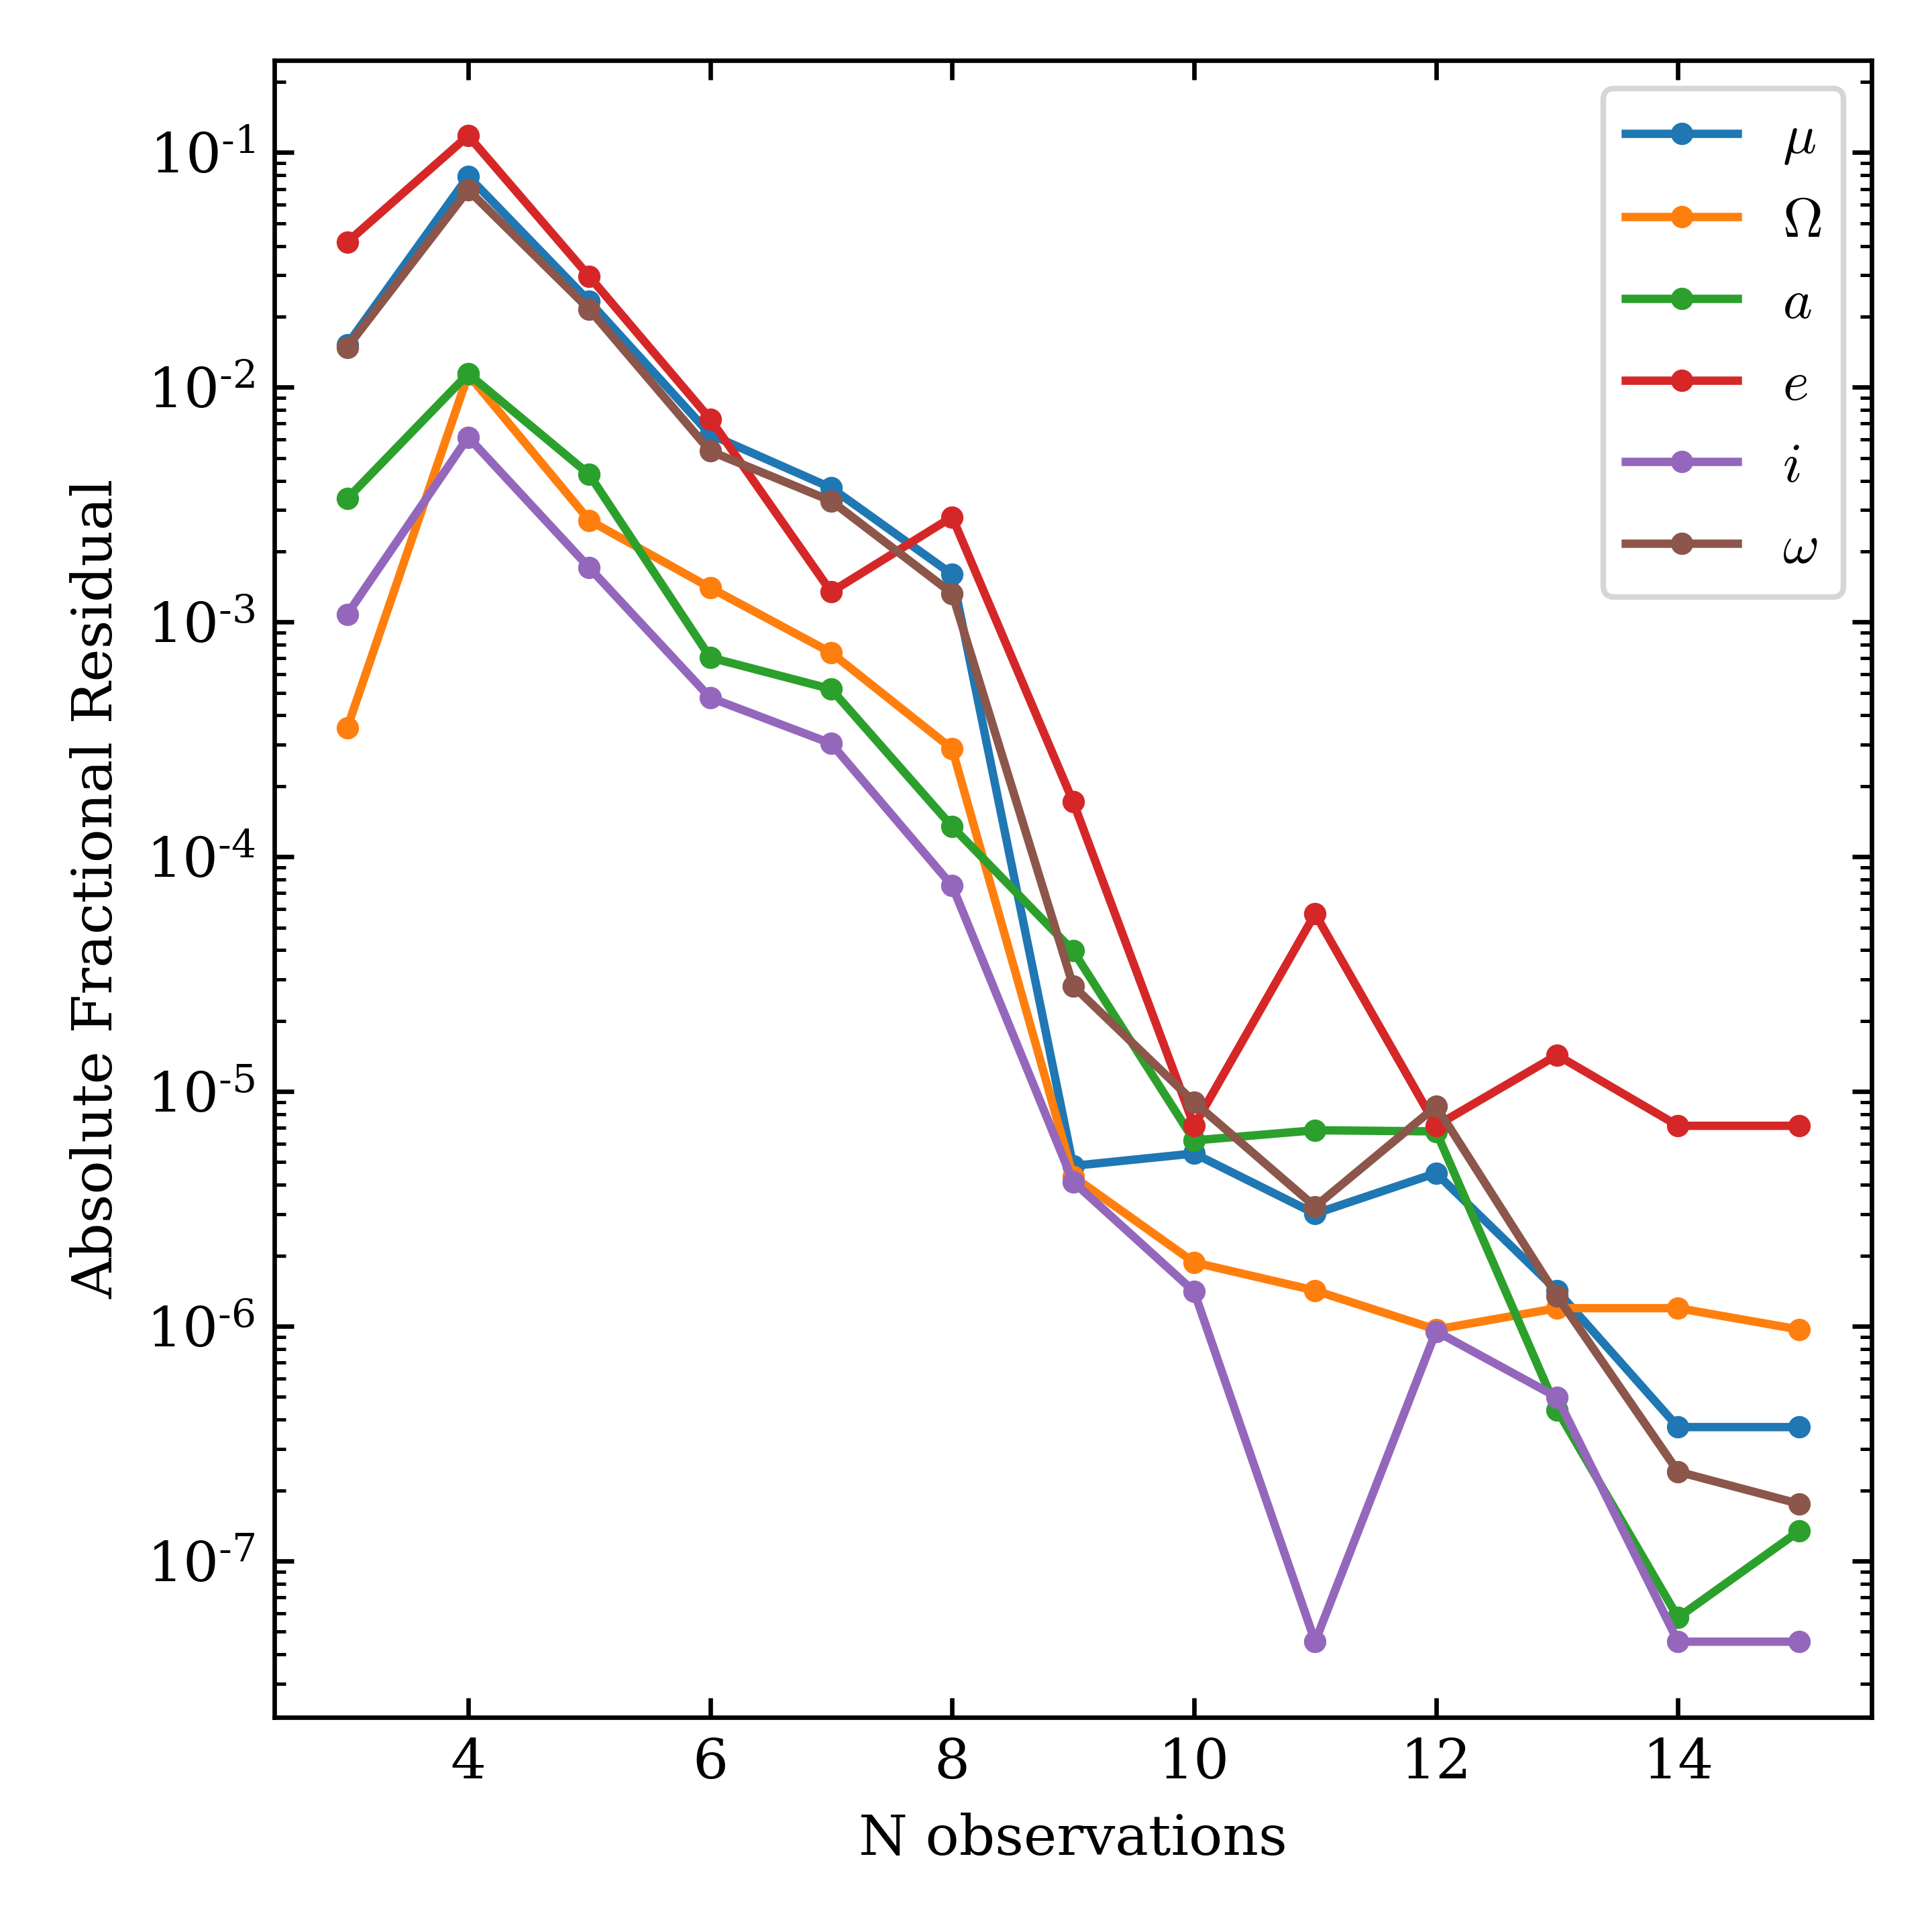 Absolute Fractional Residual
10-1
10-2
10-3
10-4
10-5
10-6
10-7
μ
Ω
a
e
i
ω
4 6 8 10 12 14
N observations